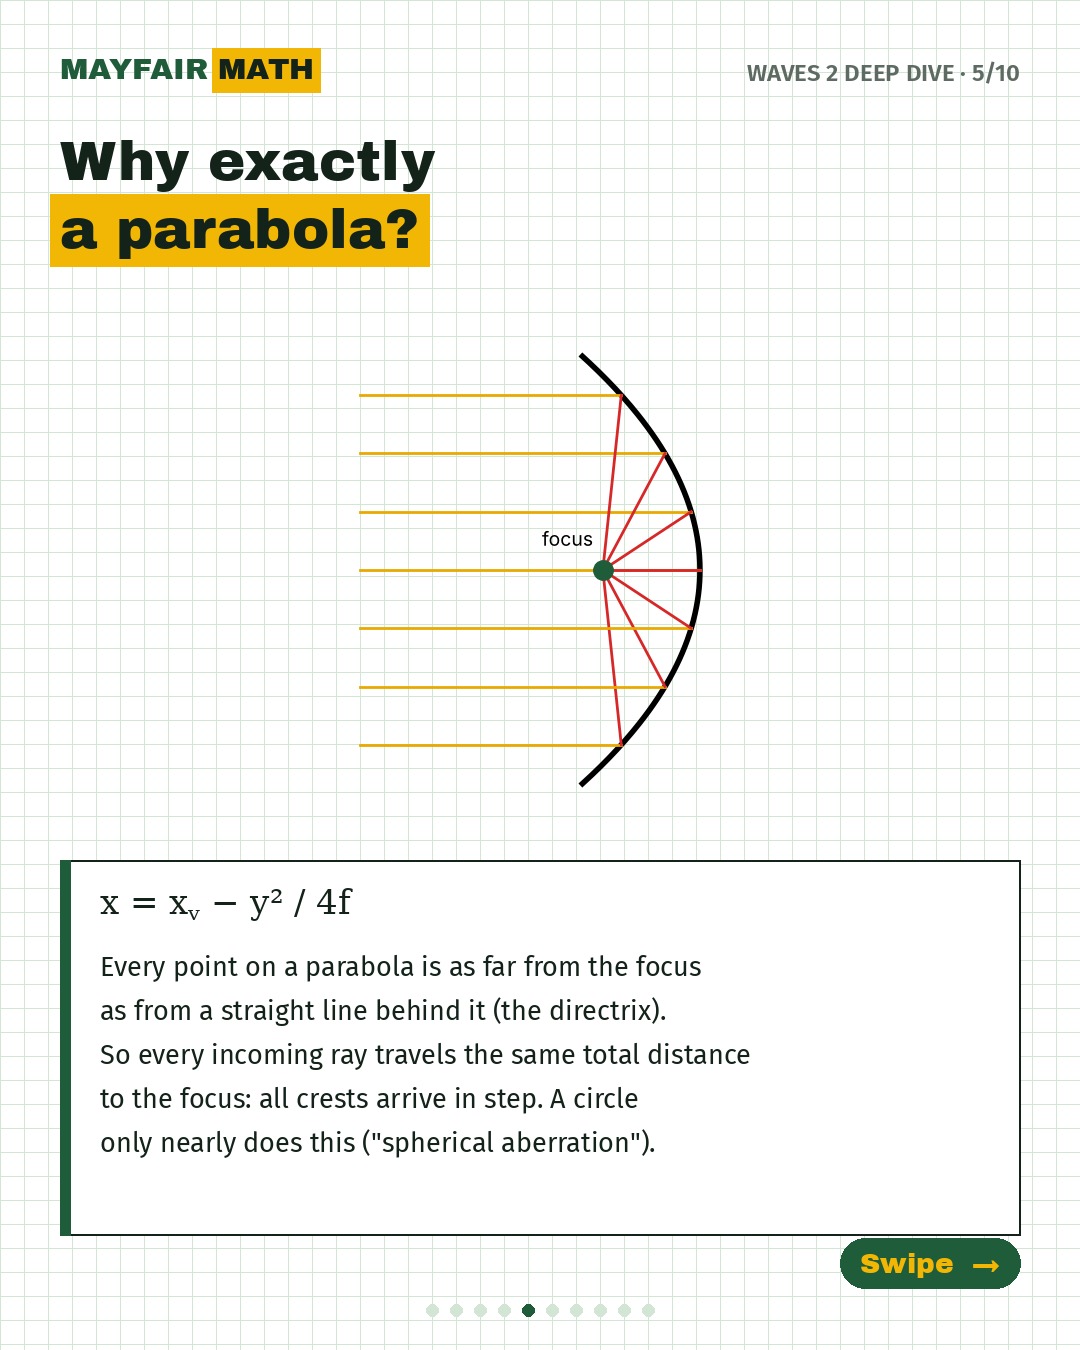 MAYFAIR MATH
WAVES 2 DEEP DIVE · 5/10
Why exactly
a parabola?
focus
x = xᵥ − y² / 4f
Every point on a parabola is as far from the focus
as from a straight line behind it (the directrix).
So every incoming ray travels the same total distance
to the focus: all crests arrive in step. A circle
only nearly does this ("spherical aberration").
Swipe →